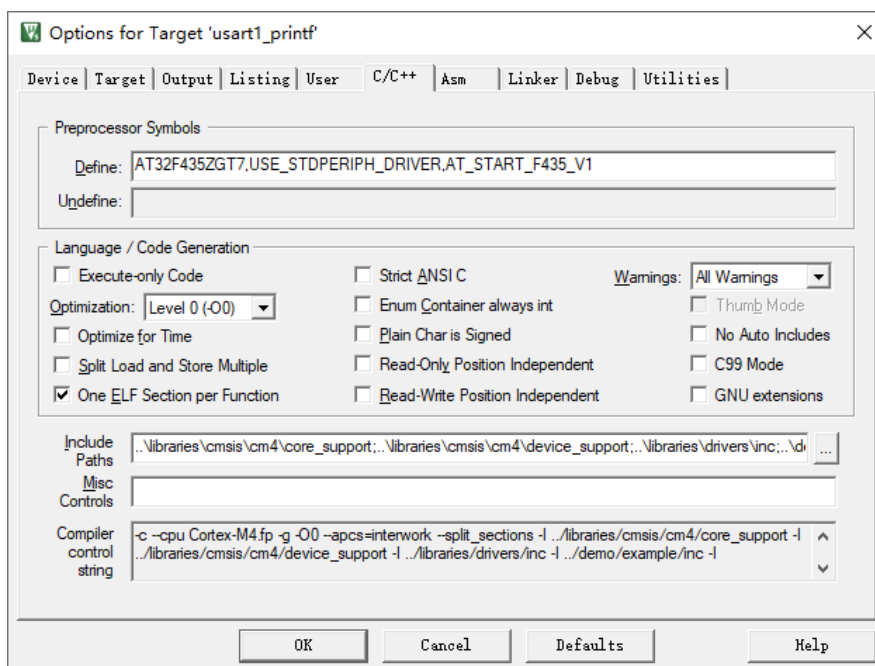 Options for Target 'usart1_printf'
Device Target Output Listing User C/C++ Asm Linker Debug Utilities
Preprocessor Symbols
Define: AT32F435ZGT7,USE_STDPERIPH_DRIVER,AT_START_F435_V1
Undefine:
Language / Code Generation
Execute-only Code Strict ANSI C Warnings: All Warnings
Optimization: Level 0 (-O0) Enum Container always int Thumb Mode
Optimize for Time Plain Char is Signed No Auto Includes
Split Load and Store Multiple Read-Only Position Independent C99 Mode
One ELF Section per Function Read-Write Position Independent GNU extensions
Include Paths ..\libraries\cmsis\cm4\core_support;..\libraries\cmsis\cm4\device_support;..\libraries\drivers\inc;..\de ...
Misc Controls
Compiler control string -c --cpu Cortex-M4.fp -g -O0 --apcs=interwork --split_sections -I ../libraries/cmsis/cm4/core_support -I
../libraries/cmsis/cm4/device_support -I ../libraries/drivers/inc -I ../demo/example/inc -I
OK Cancel Defaults Help